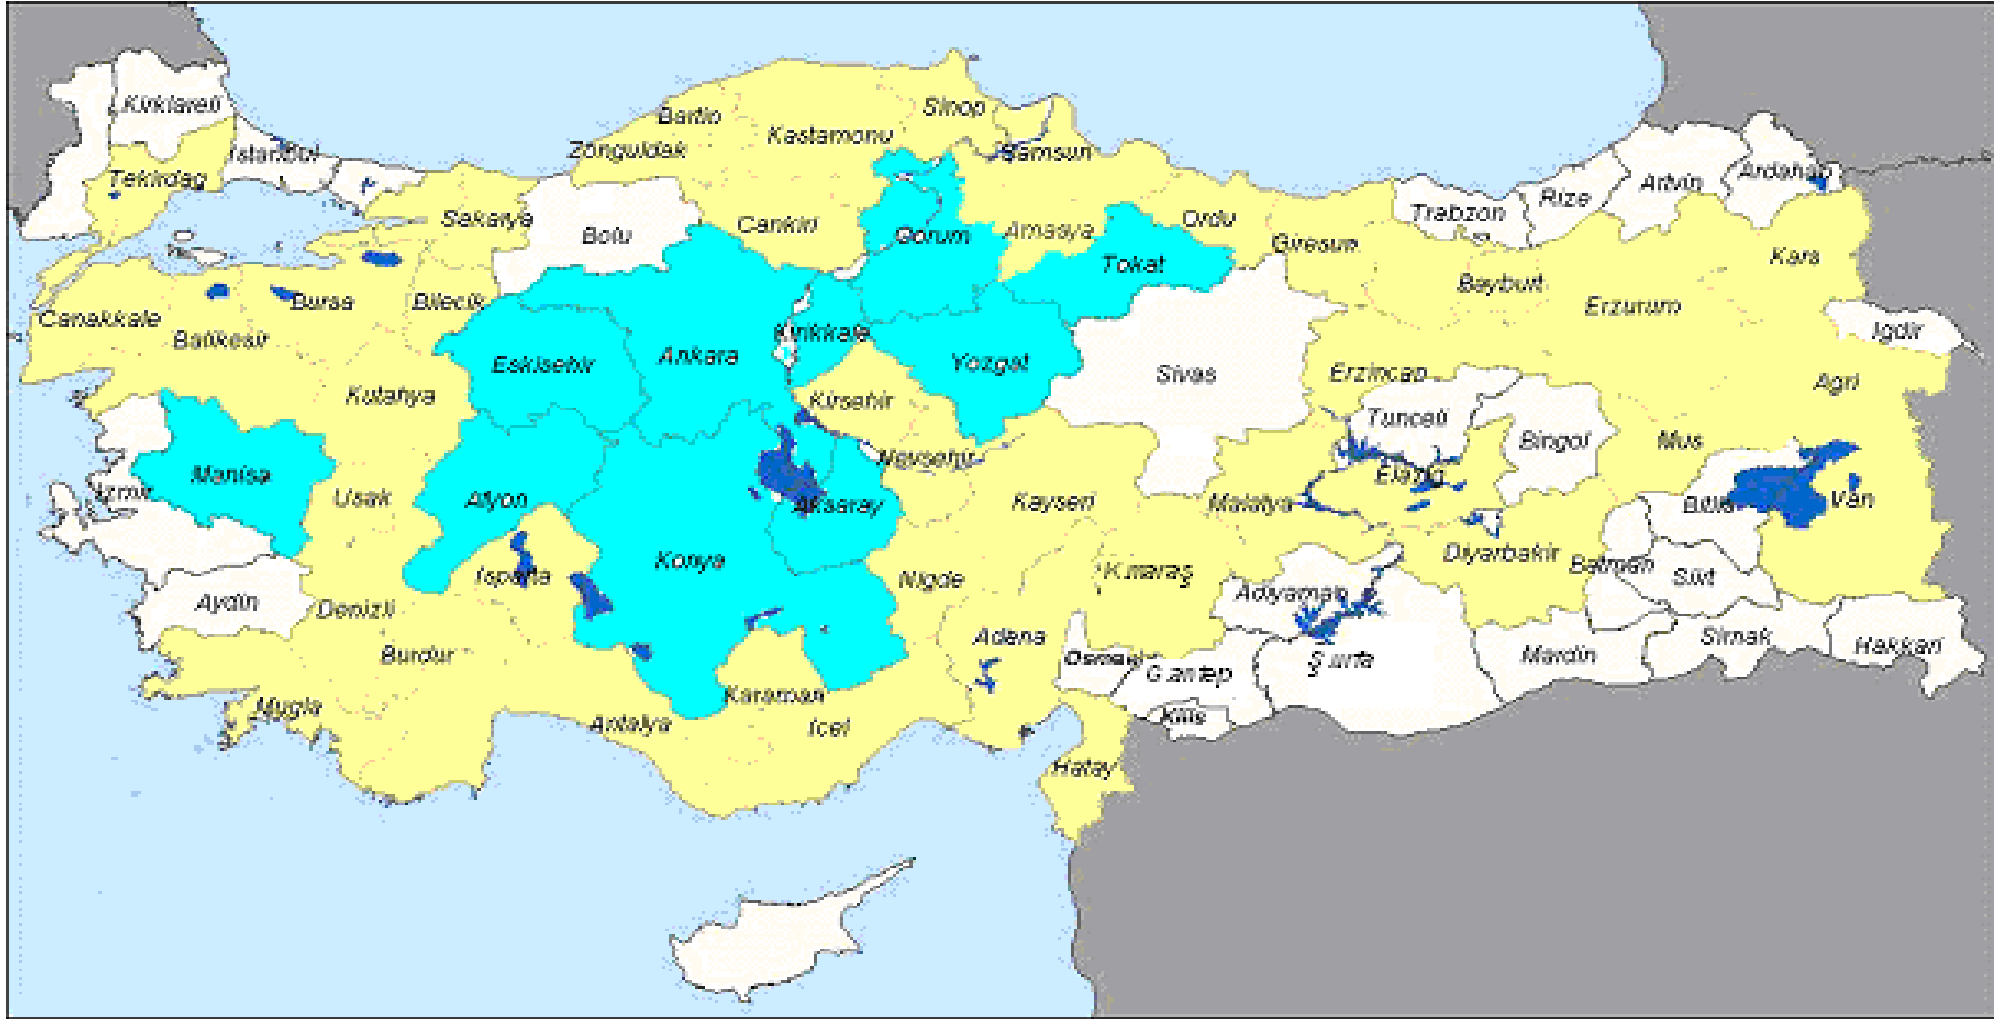 Kirklareli
Bartin
Sinop
Kastamonu
Zonguldak
Istanbul
Samsun
Tekirdag
Ardahan
Artvin
Rize
Trabzon
Sakarya
Ordu
Cankiri
Bolu
Corum
Amasya
Giresun
Kars
Tokat
Bayburt
Bursa
Bilecik
Erzurum
Canakkale
Balikesir
Kirikkale
Igdir
Eskisehir
Ankara
Yozgat
Sivas
Erzincan
Agri
Kutahya
Kirsehir
Tunceli
Bingol
Mus
Manisa
Nevsehir
Elazig
Izmir
Usak
Afyon
Aksaray
Kayseri
Malatya
Bitlis
Van
Konya
Diyarbakir
Batman
Isparta
Nigde
K.maraş
Siirt
Aydin
Denizli
Adiyaman
Adana
Sirnak
Hakkari
Burdur
G.antep
Ş.urfa
Mardin
Karaman
Mugla
Antalya
Icel
Kilis
Hatay